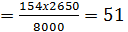 = 154x2650/8000 = 51